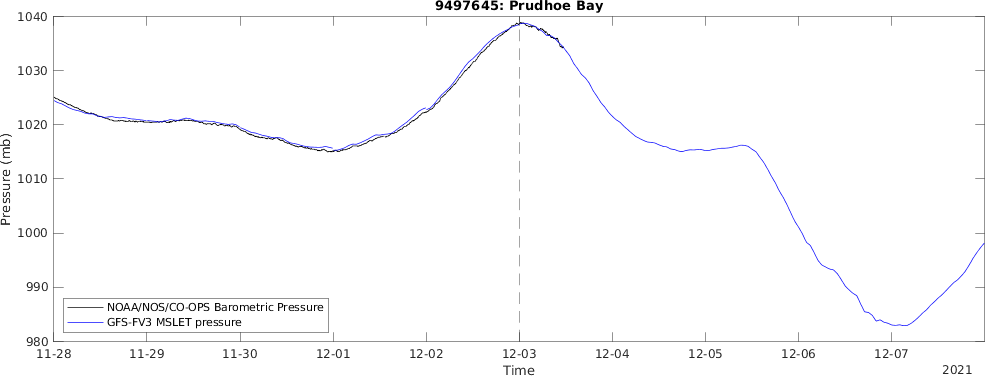 9497645: Prudhoe Bay
1040
1030
1020
1010
1000
990
980
Pressure (mb)
NOAA/NOS/CO-OPS Barometric Pressure
GFS-FV3 MSLET pressure
11-28 11-29 11-30 12-01 12-02 12-03 12-04 12-05 12-06 12-07
Time
2021